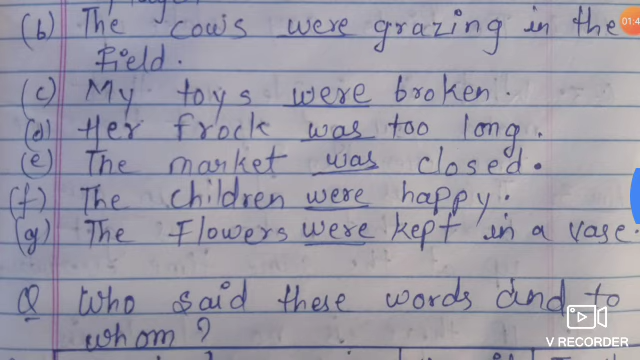 (b) The cows were grazing in the
field.
(c) My toys were broken.
(d) Her frock was too long.
(e) The market was closed.
(f) The children were happy.
(g) The Flowers were kept in a vase.
Q Who said these words and to
whom?
01:4
V RECORDER